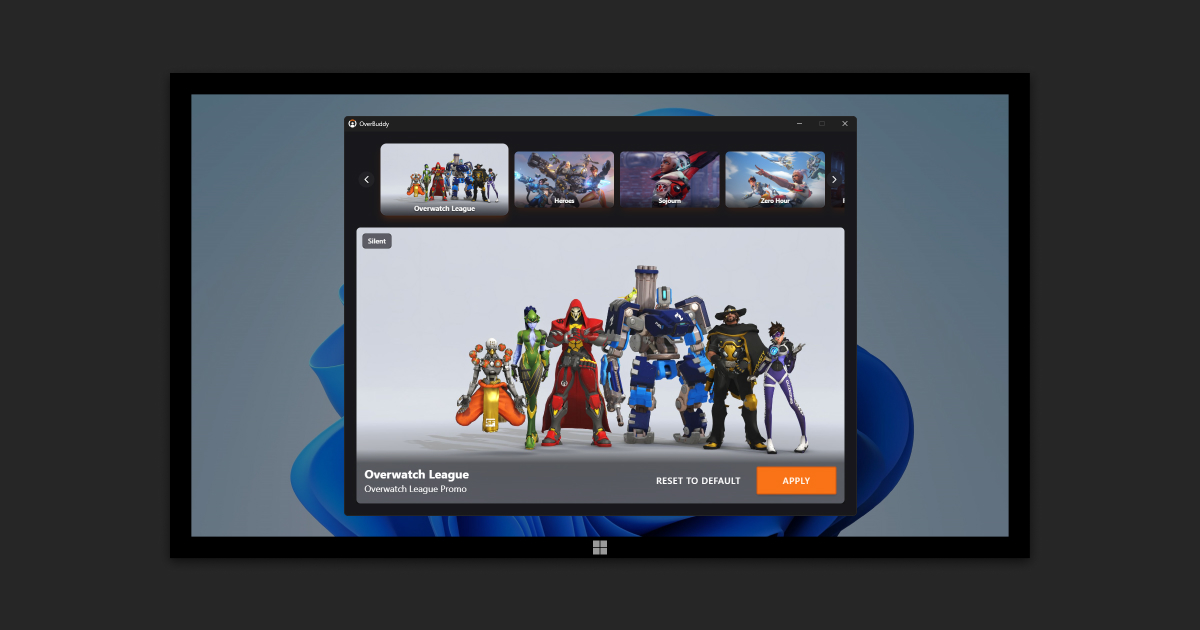 OverBuddy
Overwatch League
Heroes
Sojourn
Zero Hour
Silent
Overwatch League
Overwatch League Promo
RESET TO DEFAULT
APPLY